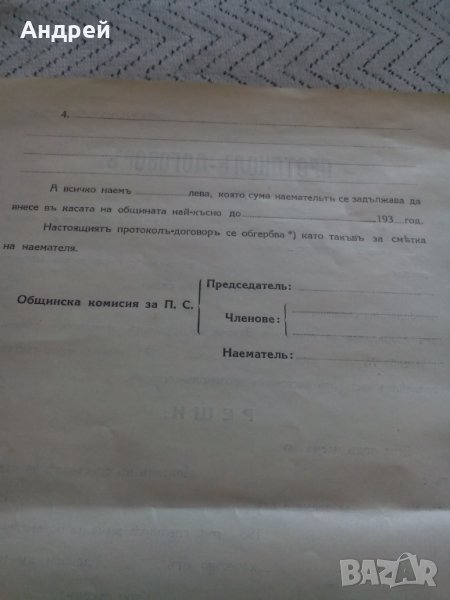 Андрей
4.
А всичко наемъ лева, която сума наемательтъ се задължава да
внесе въ касата на общината най-късно до 193 год.
Настоящиятъ протоколъ-договоръ се обгербва *) като такъвъ за смѣтка
на наемателя.
Председатель:
Общинска комисия за П. С.
Членове:
Наематель:
РЕШИ:
BAZAR